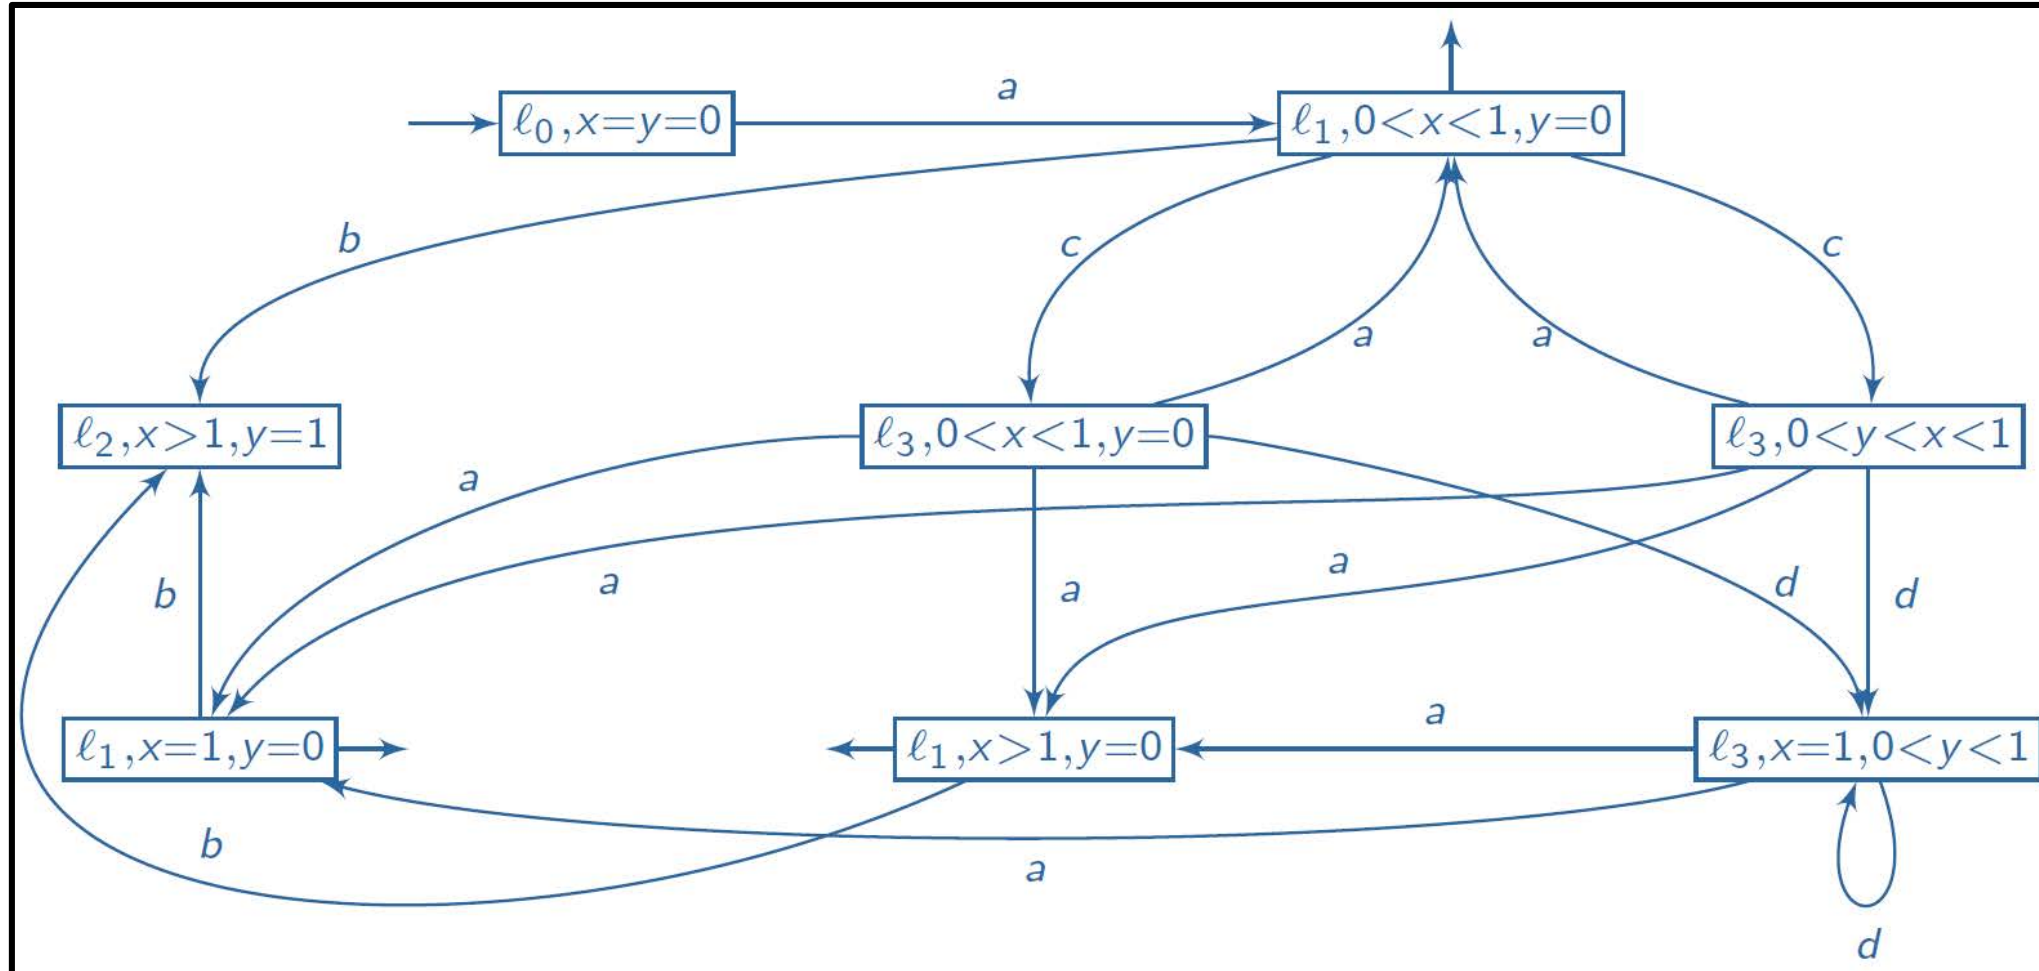 a
ℓ₀,x=y=0
ℓ₁,0<x<1,y=0
b
c
c
a
a
ℓ₂,x>1,y=1
ℓ₃,0<x<1,y=0
ℓ₃,0<y<x<1
a
a
a
d
b
a
a
d
a
ℓ₁,x=1,y=0
ℓ₁,x>1,y=0
ℓ₃,x=1,0<y<1
b
a
d